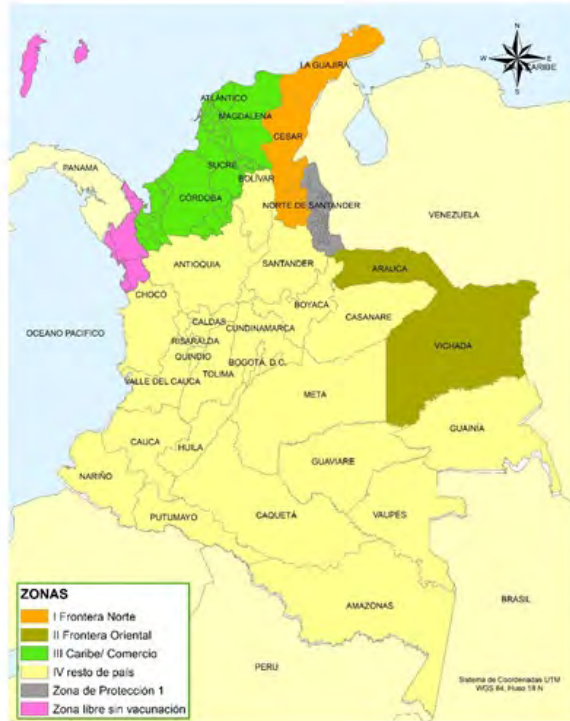 N
W
E
S
CARIBE
LA GUAJIRA
ATLÁNTICO
MAGDALENA
CESAR
SUCRE
BOLÍVAR
PANAMA
CÓRDOBA
NORTE DE SANTANDER
VENEZUELA
ANTIOQUIA
SANTANDER
ARAUCA
CHOCÓ
BOYACA
CASANARE
CALDAS
CUNDINAMARCA
OCEANO PACIFICO
RISARALDA
VICHADA
QUINDIO
BOGOTÁ, D.C.
TOLIMA
VALLE DEL CAUCA
META
GUAINÍA
CAUCA
HUILA
GUAVIARE
NARIÑO
PUTUMAYO
CAQUETÁ
VAUPES
AMAZONAS
BRASIL
PERU
ZONAS
I Frontera Norte
II Frontera Oriental
III Caribe/ Comercio
IV resto de país
Zona de Protección 1
Zona libre sin vacunación
Sistema de Coordenadas UTM
WGS 84, Huso 18 N